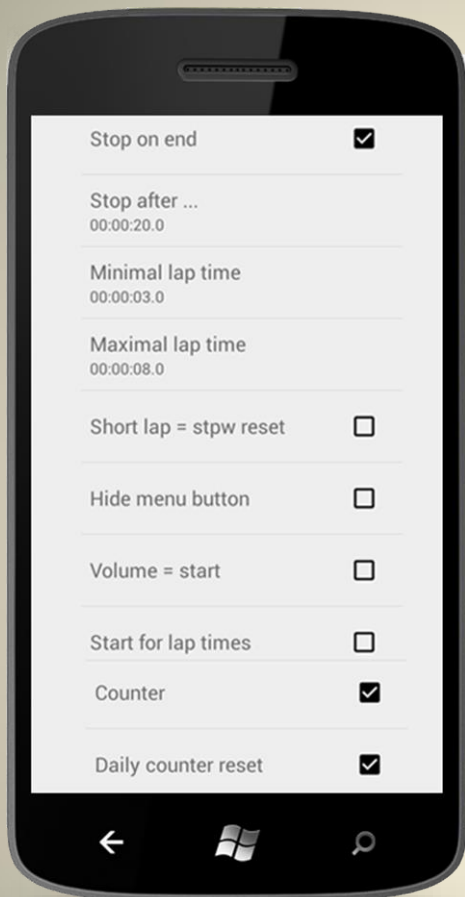 Stop on end
Stop after ...
00:00:20.0
Minimal lap time
00:00:03.0
Maximal lap time
00:00:08.0
Short lap = stpw reset
Hide menu button
Volume = start
Start for lap times
Counter
Daily counter reset